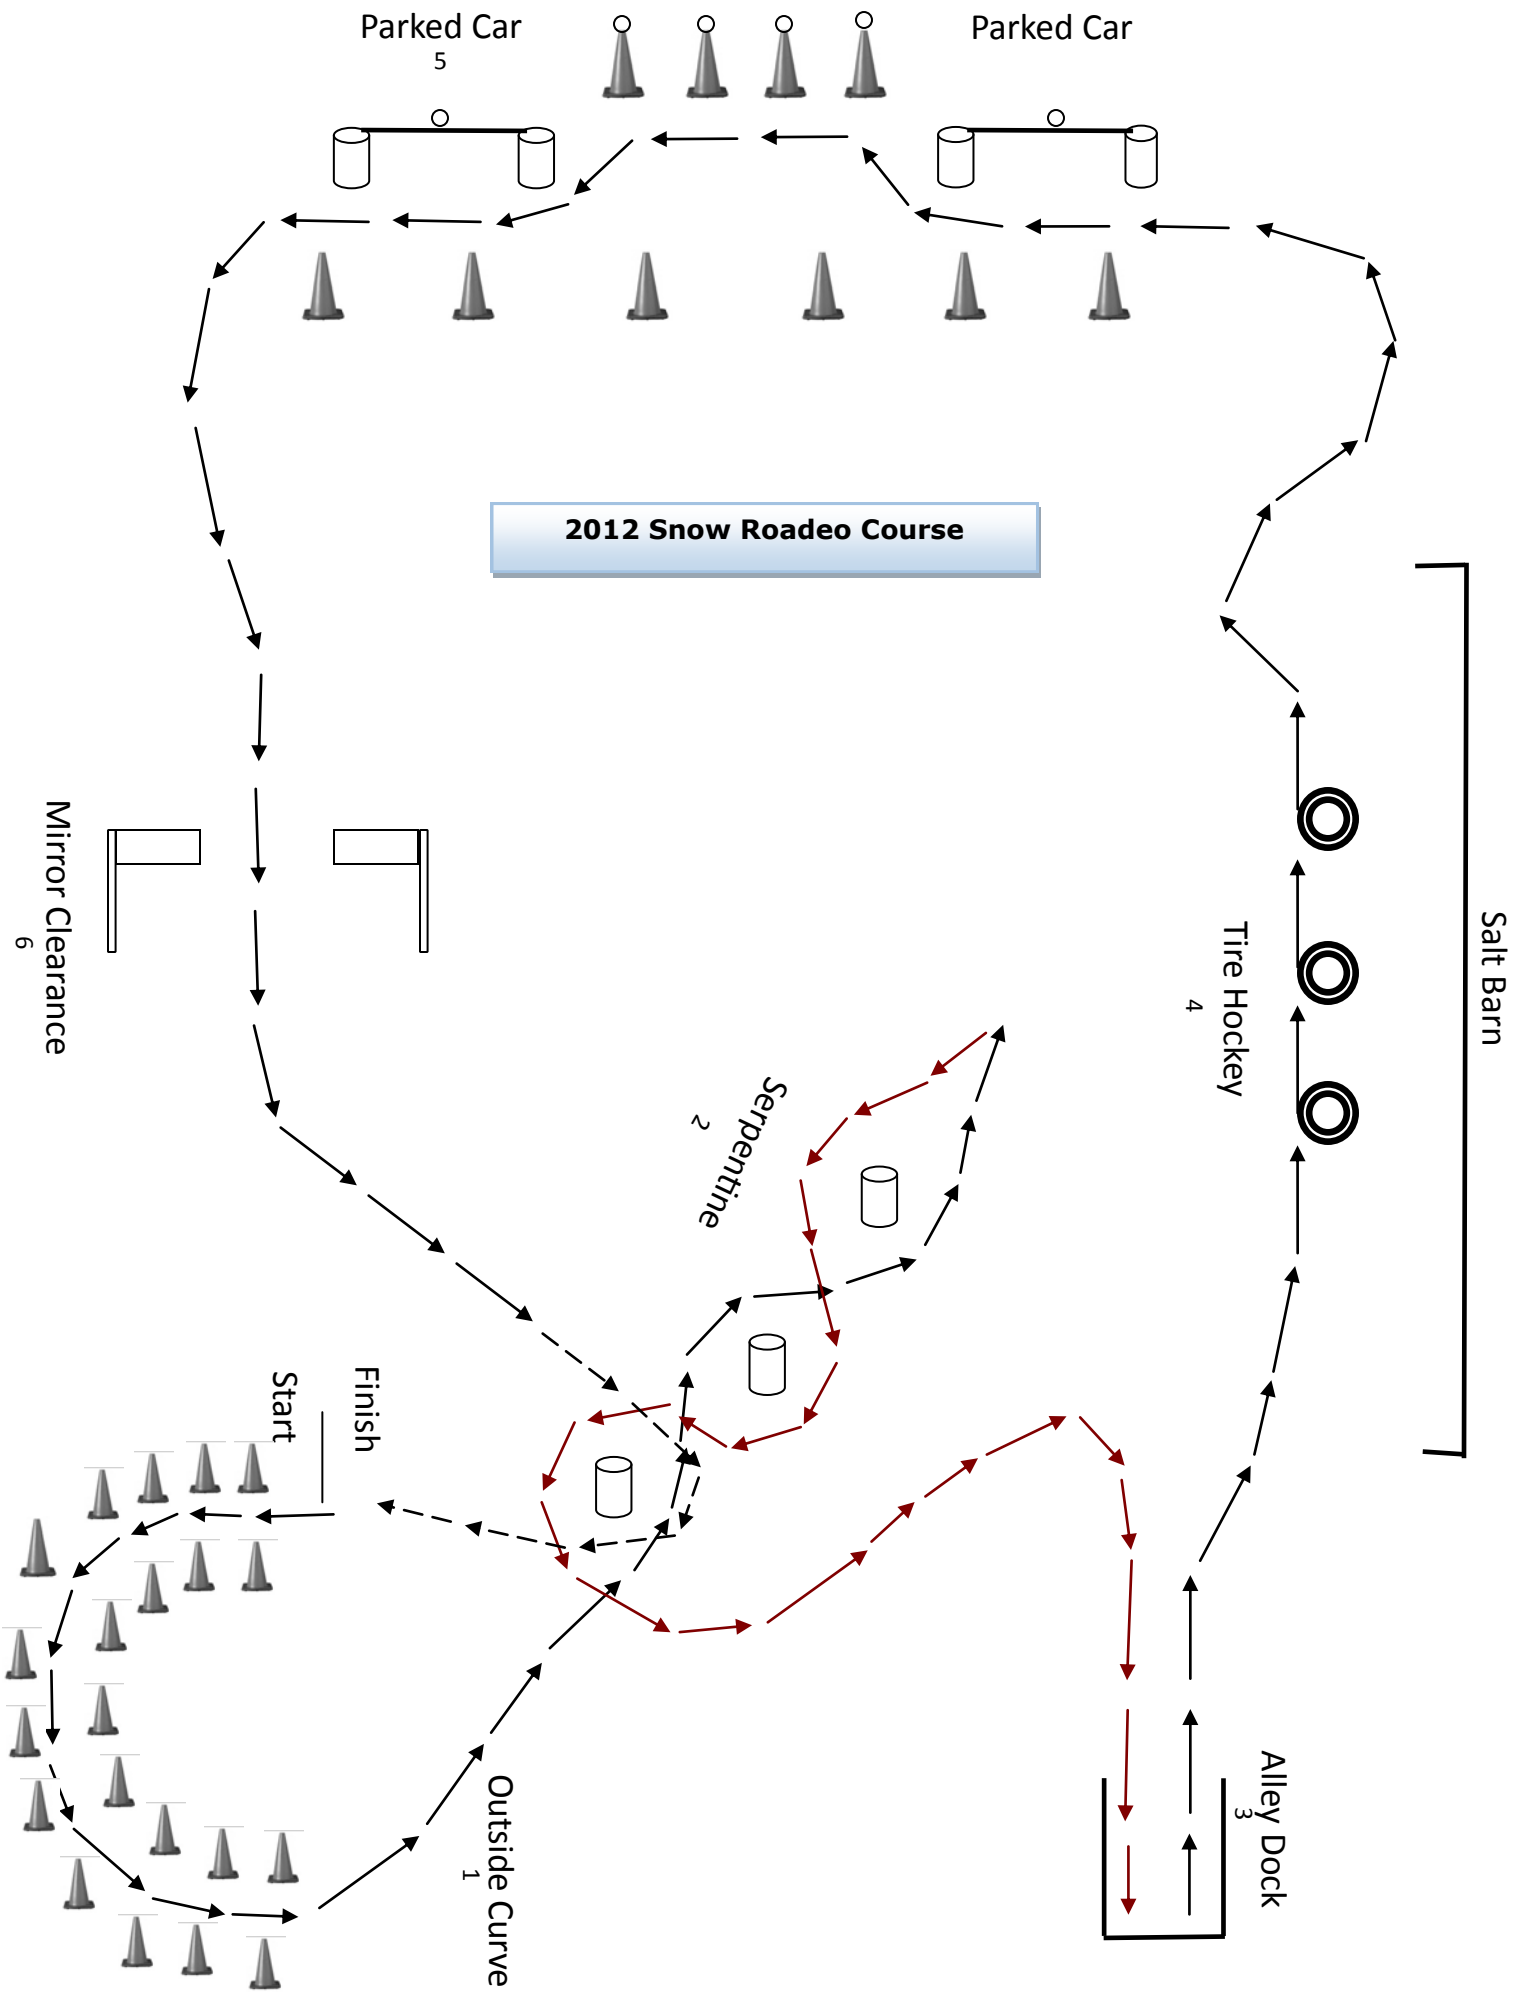 Parked Car
5
Parked Car
2012 Snow Roadeo Course
Mirror Clearance
6
Salt Barn
Tire Hockey
4
Serpentine
2
Finish
Start
Alley Dock
3
Outside Curve
1